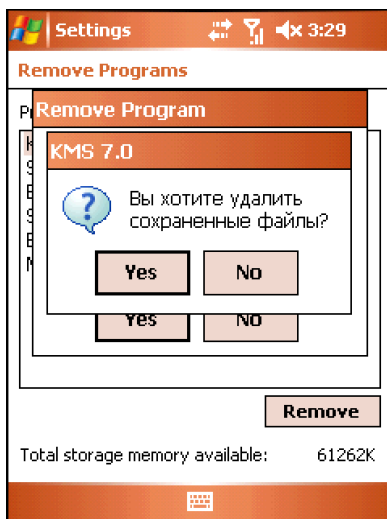 Settings 3:29
Remove Programs
Remove Program
KMS 7.0
Вы хотите удалить
сохраненные файлы?
Yes No
Yes No
Remove
Total storage memory available: 61262K